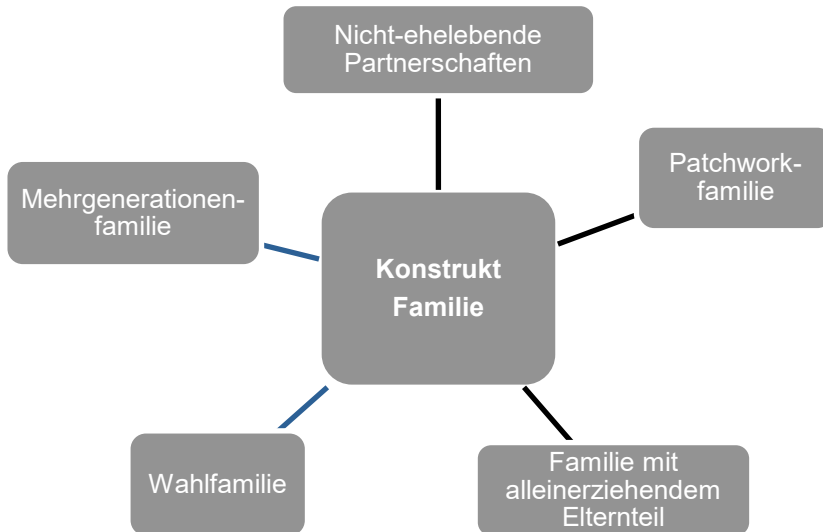 Nicht-ehelebende
Partnerschaften
Patchwork-
familie
Mehrgenerationen-
familie
Konstrukt
Familie
Wahlfamilie
Familie mit
alleinerziehendem
Elternteil